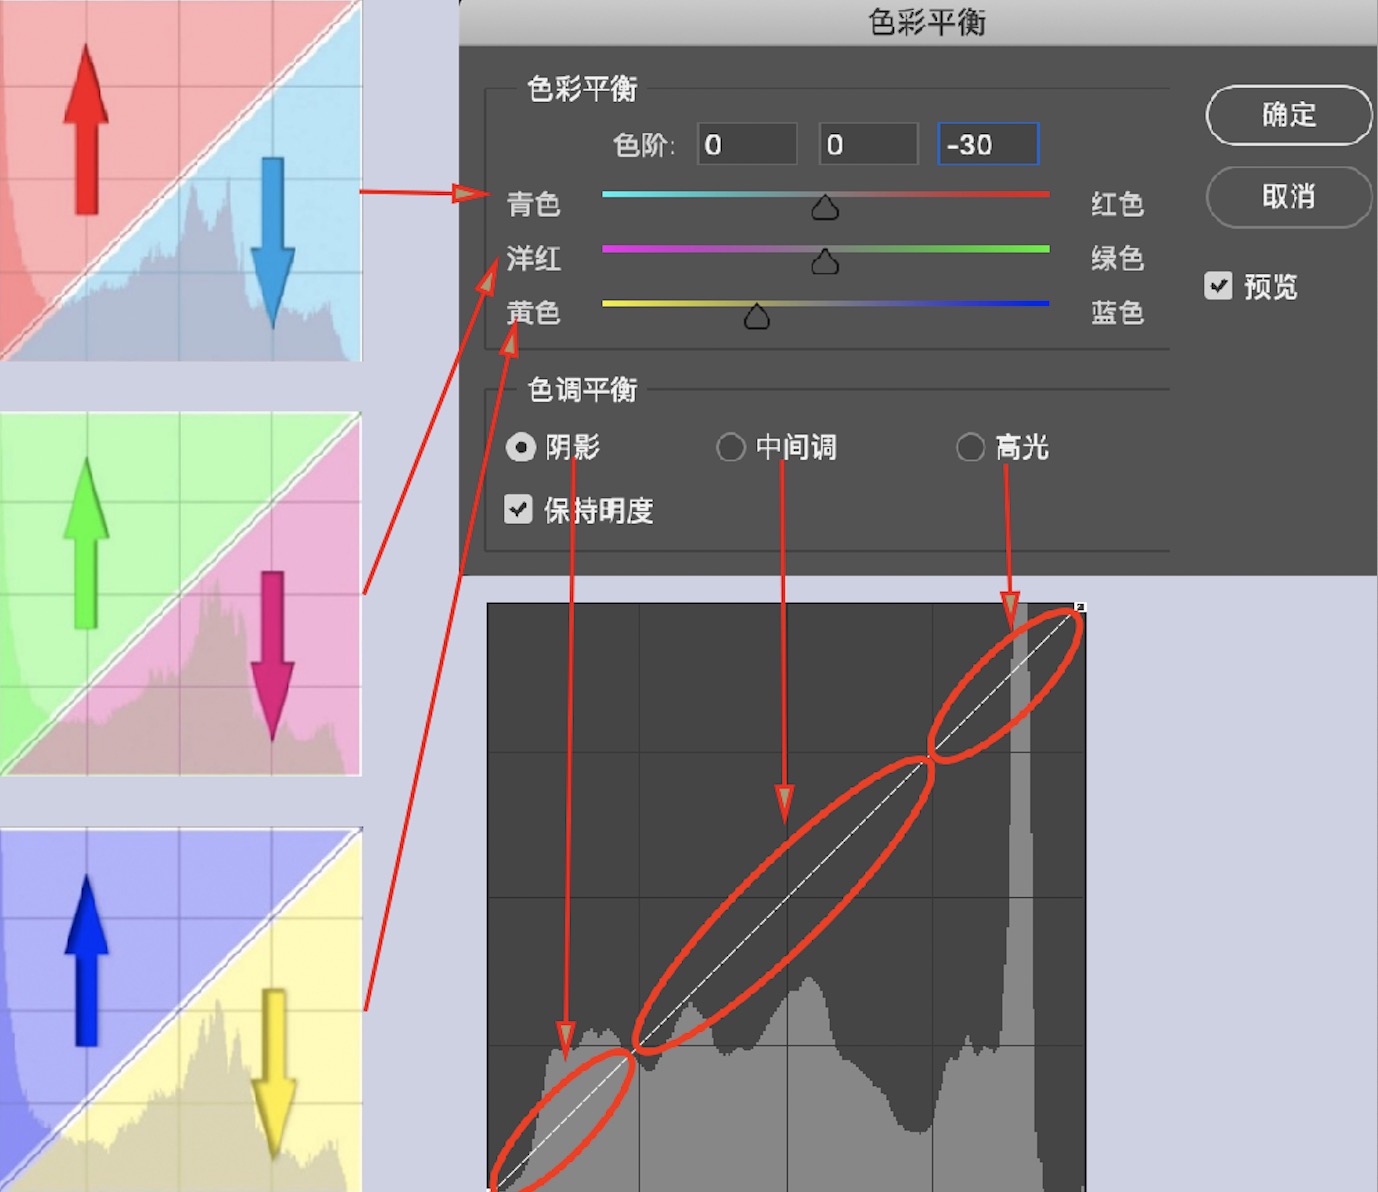 色彩平衡
色彩平衡
色阶: 0 0 -30
青色 红色
洋红 绿色
黄色 蓝色
色调平衡
阴影 中间调 高光
保持明度
确定
取消
预览